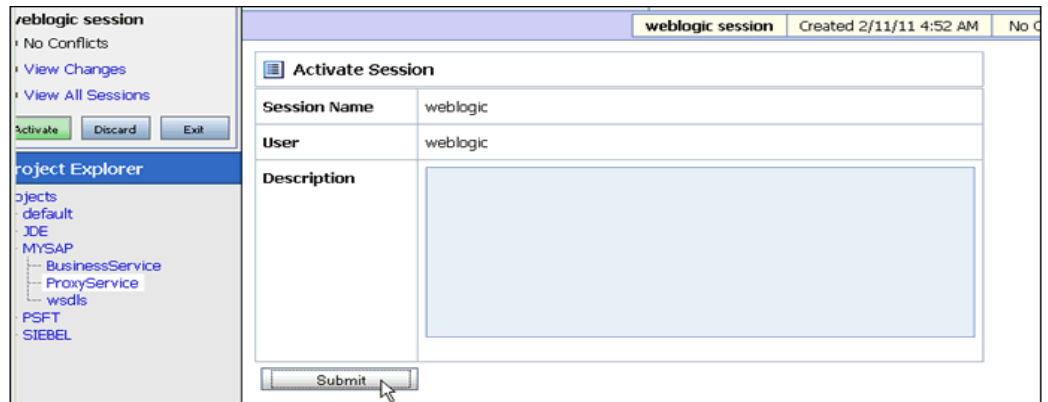 weblogic session
No Conflicts
View Changes
View All Sessions
Activate Discard Exit
roject Explorer
ojects
default
JDE
MYSAP
BusinessService
ProxyService
wsdls
PSFT
SIEBEL
weblogic session Created 2/11/11 4:52 AM No C
Activate Session
Session Name weblogic
User weblogic
Description
Submit